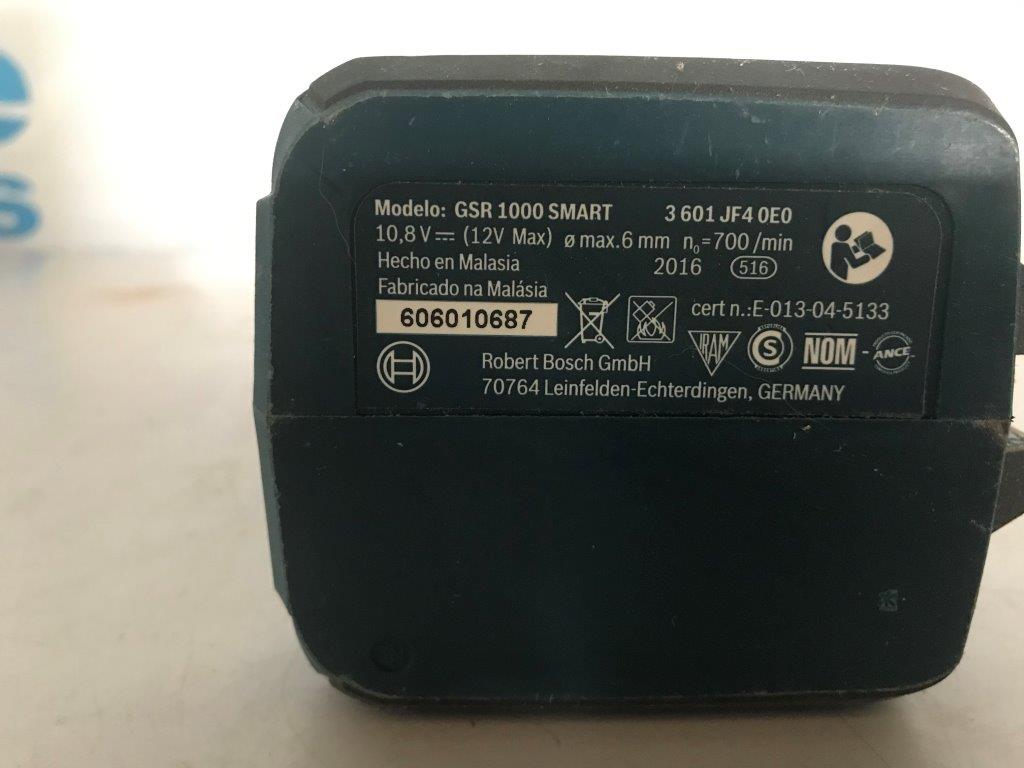 Modelo: GSR 1000 SMART 3 601 JF4 0E0
10,8 V (12V Max) ø max. 6 mm n₀=700 /min
Hecho en Malasia 2016 516
Fabricado na Malásia
606010687 cert n.:E-013-04-5133
IRAM S NOM - ANCE
Robert Bosch GmbH
70764 Leinfelden-Echterdingen, GERMANY
e
s